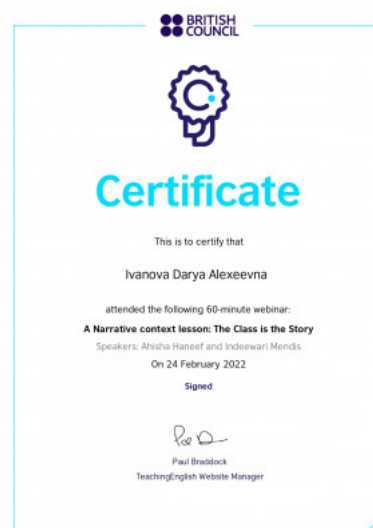 BRITISH
COUNCIL
Certificate
This is to certify that
Ivanova Darya Alexeevna
attended the following 60-minute webinar:
A Narrative context lesson: The Class is the Story
Speakers: Ahisha Haneef and Indeewari Mendis
On 24 February 2022
Signed
Paul Braddock
TeachingEnglish Website Manager